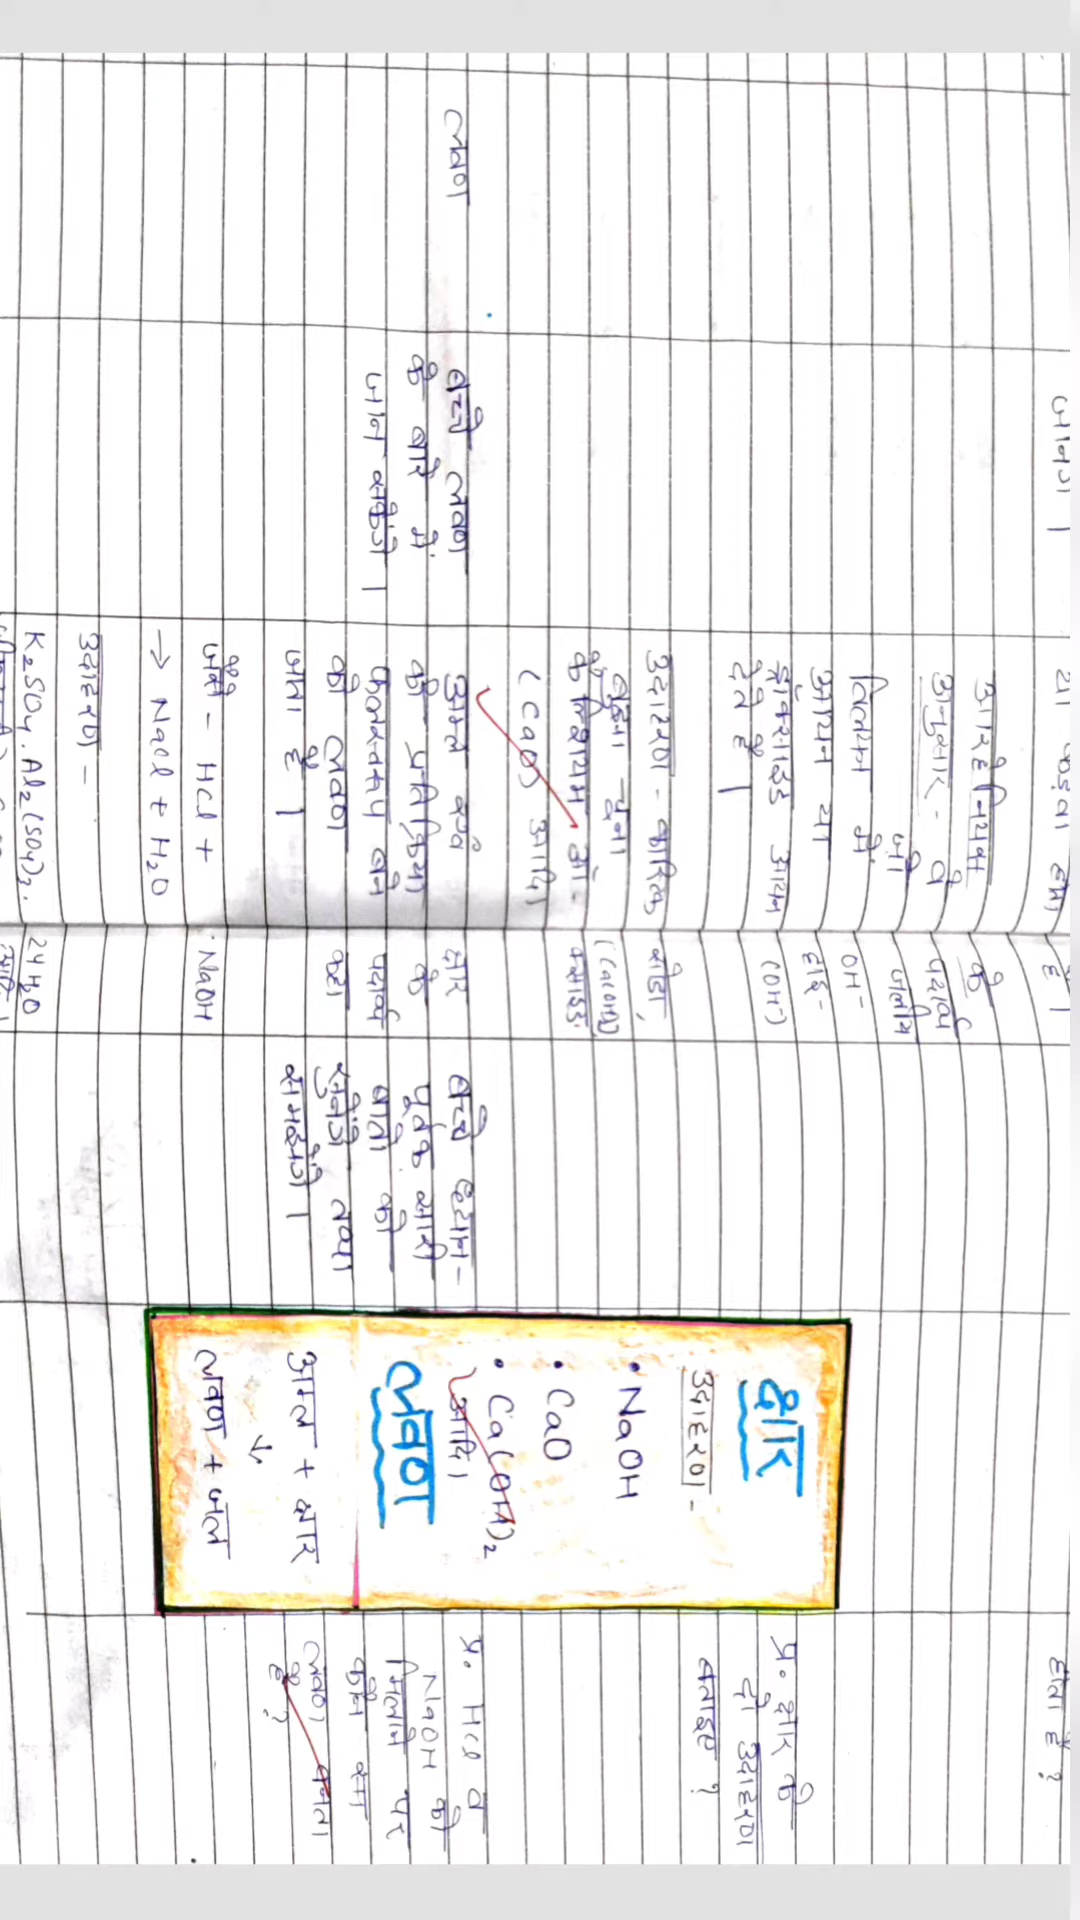 जानेगा ।
या कड़वा होता है ।
आरहेनियस के
अनुसार - वे पदार्थ
जो जलीय
विलयन में OH⁻
आयन या हाइ-
ड्रॉक्साइड आयन (OH⁻)
देते है ।
उदाहरण - कास्टिक सोडा,
बुझा चूना (Ca(OH)₂)
कैल्शियम ऑ- क्साइड
(CaO) आदि ।
लवण
बच्चे लवण
के बारे में
जान सकेंगे ।
अम्ल एवं क्षार
की प्रतिक्रिया के
फलस्वरूप बने पदार्थ
को लवण कहा
जाता है ।
जैसे - HCl + NaOH
→ NaCl + H₂O
उदाहरण -
K₂SO₄. Al₂(SO₄)₃. 24H₂O
बच्चे ध्यान-
पूर्वक सारी
बातों को
सुनेंगे तथा
समझेंगे ।
क्षार
उदाहरण -
• NaOH
• CaO
• Ca(OH)₂
आदि ।
लवण
अम्ल + क्षार
↓
लवण + जल
होता है ?
प्र. क्षार के
दो उदाहरण
बताइए ?
प्र. HCl व
NaOH को
मिलाने पर
कौन सा
लवण बनता
है ?